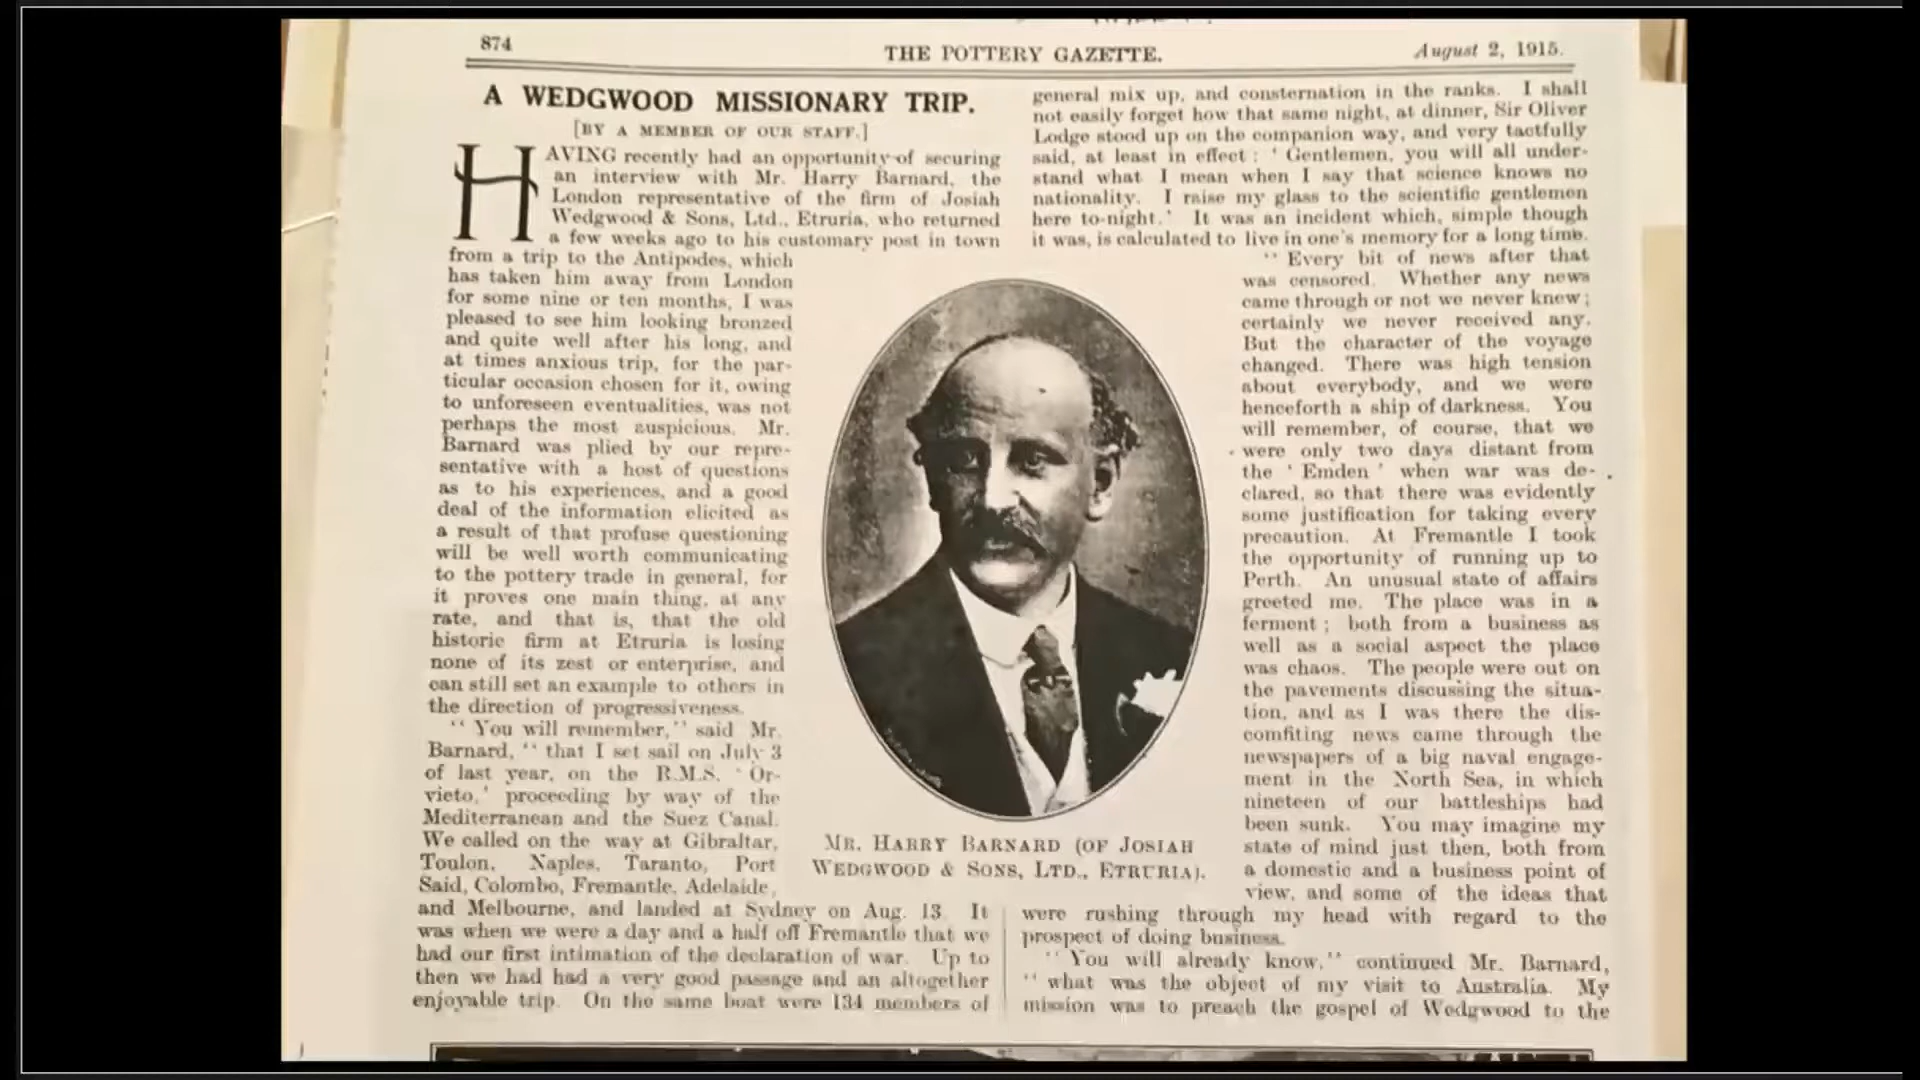 874
THE POTTERY GAZETTE.
August 2, 1915.
A WEDGWOOD MISSIONARY TRIP.
[BY A MEMBER OF OUR STAFF.]
HAVING recently had an opportunity of securing
an interview with Mr. Harry Barnard, the
London representative of the firm of Josiah
Wedgwood & Sons, Ltd., Etruria, who returned
a few weeks ago to his customary post in town
from a trip to the Antipodes, which
has taken him away from London
for some nine or ten months, I was
pleased to see him looking bronzed
and quite well after his long, and
at times anxious trip, for the par-
ticular occasion chosen for it, owing
to unforeseen eventualities, was not
perhaps the most auspicious. Mr.
Barnard was plied by our repre-
sentative with a host of questions
as to his experiences, and a good
deal of the information elicited as
a result of that profuse questioning
will be well worth communicating
to the pottery trade in general, for
it proves one main thing, at any
rate, and that is, that the old
historic firm at Etruria is losing
none of its zest or enterprise, and
can still set an example to others in
the direction of progressiveness.
" You will remember," said Mr.
Barnard, " that I set sail on July 3
of last year, on the R.M.S. ' Or-
vieto,' proceeding by way of the
Mediterranean and the Suez Canal.
We called on the way at Gibraltar,
Toulon, Naples, Taranto, Port
Said, Colombo, Fremantle, Adelaide,
and Melbourne, and landed at Sydney on Aug. 13. It
was when we were a day and a half off Fremantle that we
had our first intimation of the declaration of war. Up to
then we had had a very good passage and an altogether
enjoyable trip. On the same boat were 134 members of
general mix up, and consternation in the ranks. I shall
not easily forget how that same night, at dinner, Sir Oliver
Lodge stood up on the companion way, and very tactfully
said, at least in effect : ' Gentlemen, you will all under-
stand what I mean when I say that science knows no
nationality. I raise my glass to the scientific gentlemen
here to-night.' It was an incident which, simple though
it was, is calculated to live in one's memory for a long time.
" Every bit of news after that
was censored. Whether any news
came through or not we never knew ;
certainly we never received any.
But the character of the voyage
changed. There was high tension
about everybody, and we were
henceforth a ship of darkness. You
will remember, of course, that we
were only two days distant from
the ' Emden ' when war was de-
clared, so that there was evidently
some justification for taking every
precaution. At Fremantle I took
the opportunity of running up to
Perth. An unusual state of affairs
greeted me. The place was in a
ferment ; both from a business as
well as a social aspect the place
was chaos. The people were out on
the pavements discussing the situa-
tion, and as I was there the dis-
comfiting news came through the
newspapers of a big naval engage-
ment in the North Sea, in which
nineteen of our battleships had
been sunk. You may imagine my
state of mind just then, both from
a domestic and a business point of
view, and some of the ideas that
were rushing through my head with regard to the
prospect of doing business.
" You will already know," continued Mr. Barnard,
" what was the object of my visit to Australia. My
mission was to preach the gospel of Wedgwood to the
MR. HARRY BARNARD (OF JOSIAH
WEDGWOOD & SONS, LTD., ETRURIA).